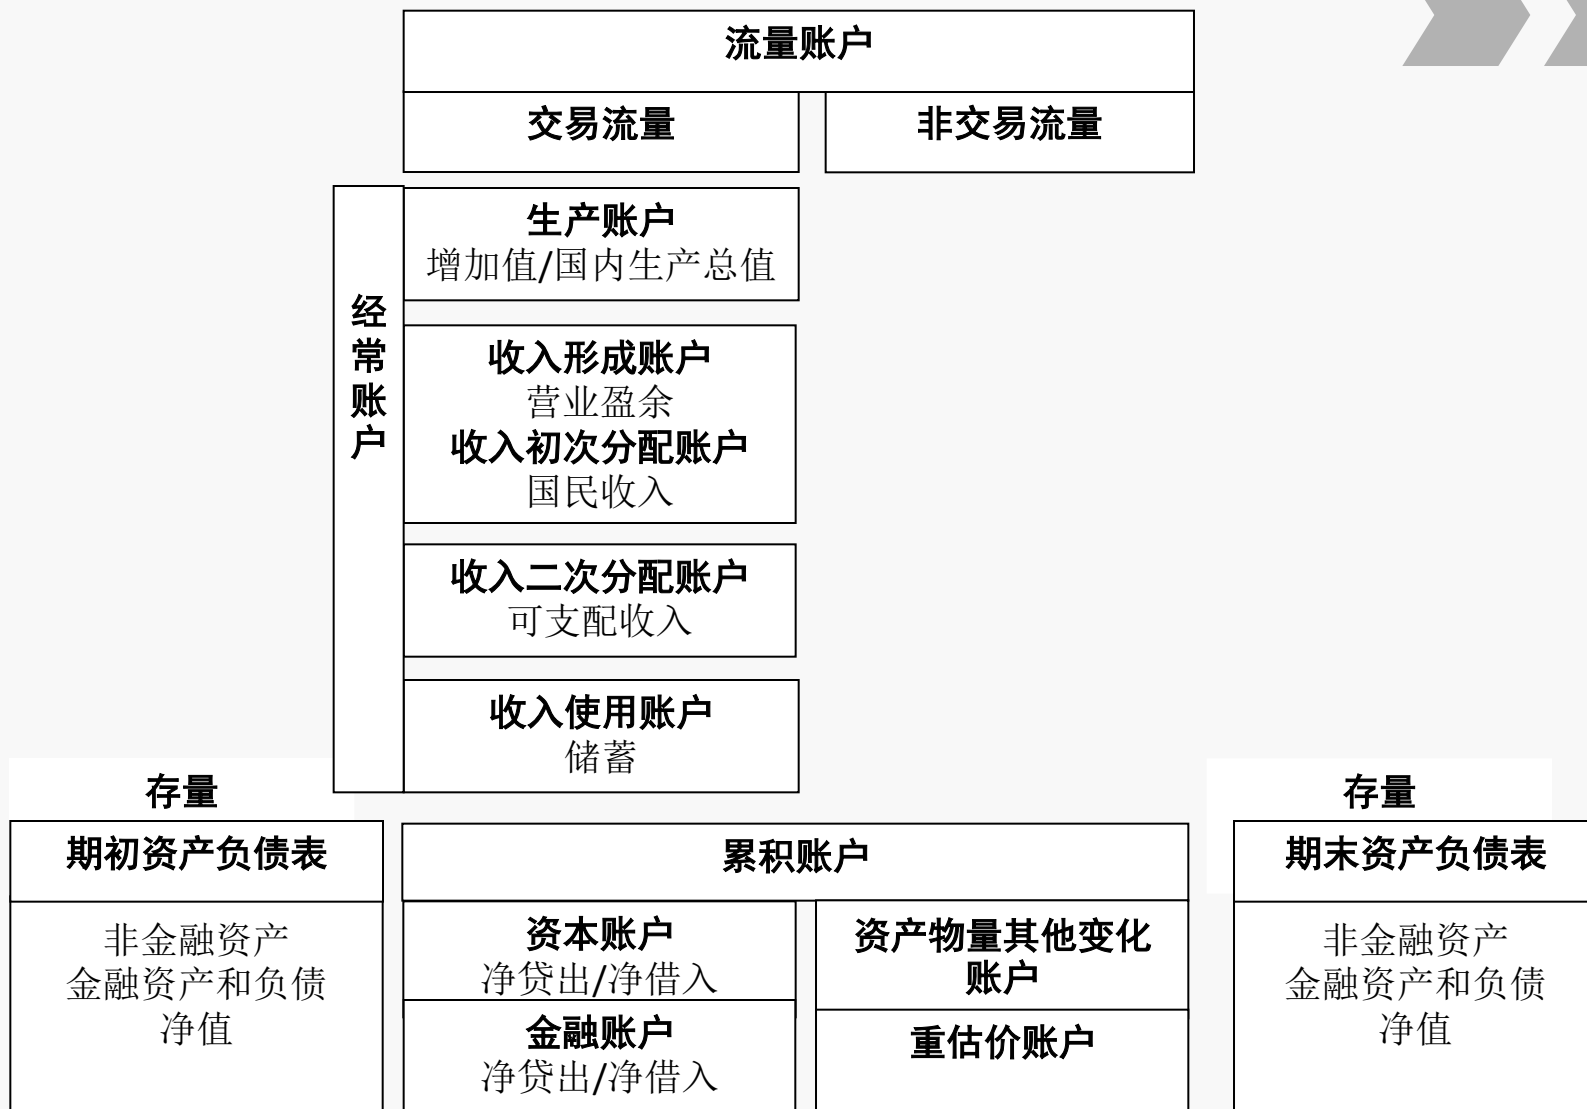 流量账户
交易流量
非交易流量
经常账户
生产账户
增加值/国内生产总值
收入形成账户
营业盈余
收入初次分配账户
国民收入
收入二次分配账户
可支配收入
收入使用账户
储蓄
存量
期初资产负债表
非金融资产
金融资产和负债
净值
累积账户
资本账户
净贷出/净借入
金融账户
净贷出/净借入
资产物量其他变化
账户
重估价账户
存量
期末资产负债表
非金融资产
金融资产和负债
净值